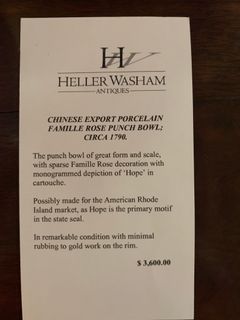 HW
HELLER WASHAM
ANTIQUES
CHINESE EXPORT PORCELAIN
FAMILLE ROSE PUNCH BOWL;
CIRCA 1790.
The punch bowl of great form and scale,
with sparse Famille Rose decoration with
monogrammed depiction of ‘Hope’ in
cartouche.
Possibly made for the American Rhode
Island market, as Hope is the primary motif
in the state seal.
In remarkable condition with minimal
rubbing to gold work on the rim.
$ 3,600.00